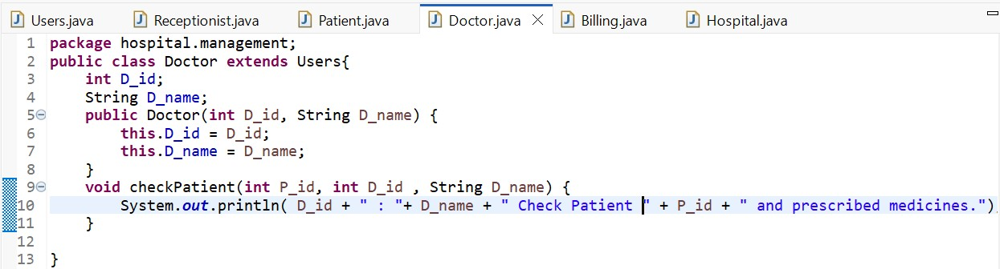 Users.java Receptionist.java Patient.java Doctor.java Billing.java Hospital.java
1 package hospital.management;
2 public class Doctor extends Users{
3     int D_id;
4     String D_name;
5     public Doctor(int D_id, String D_name) {
6         this.D_id = D_id;
7         this.D_name = D_name;
8     }
9     void checkPatient(int P_id, int D_id , String D_name) {
10         System.out.println( D_id + " : "+ D_name + " Check Patient " + P_id + " and prescribed medicines.")
11     }
12
13 }